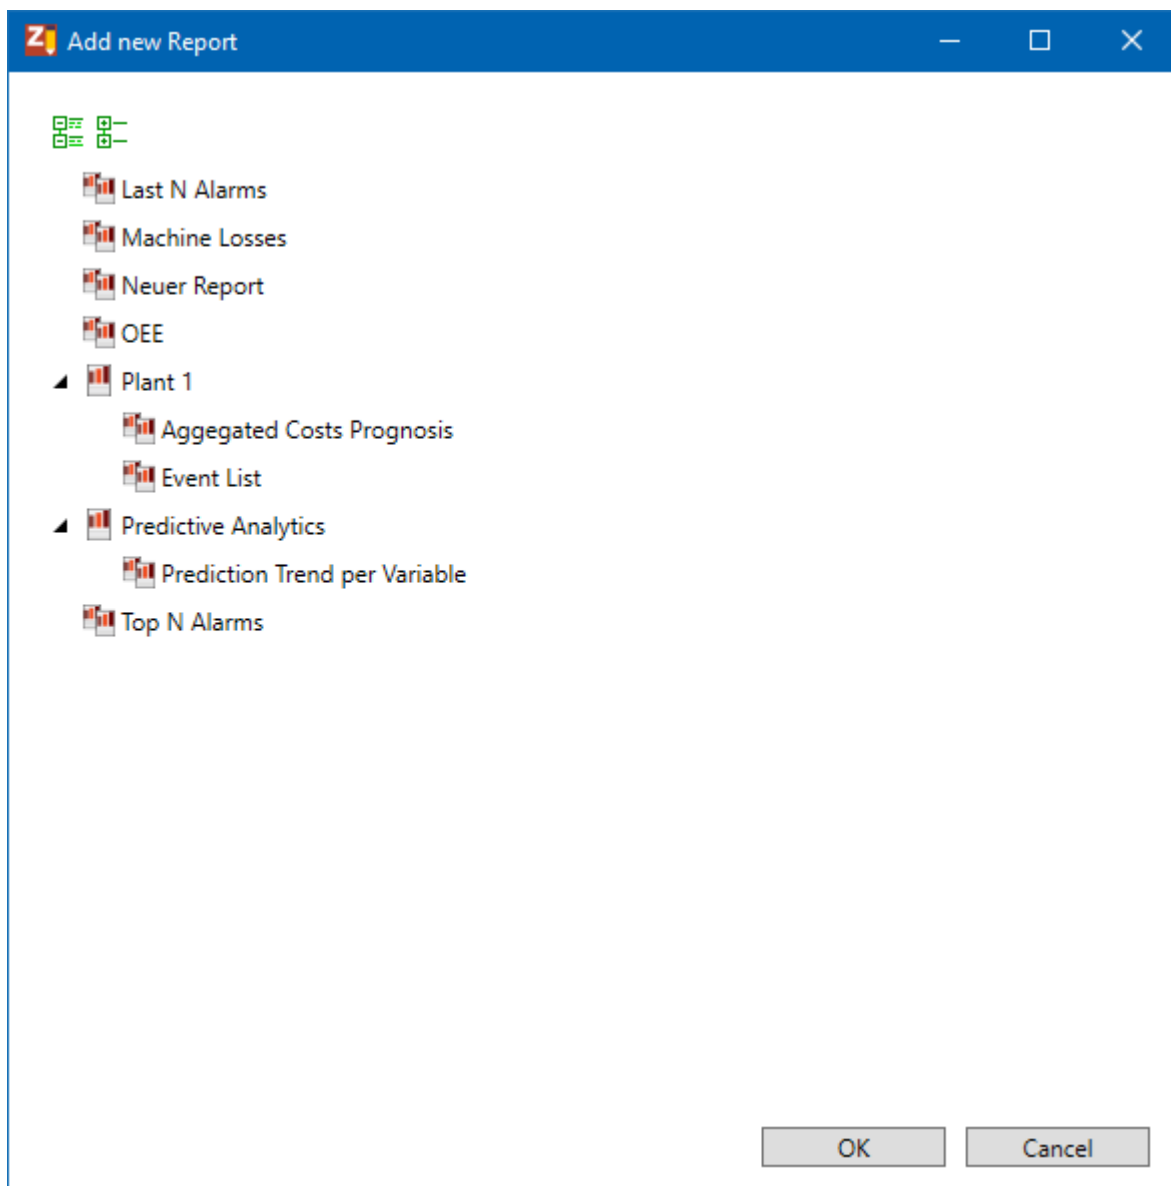 Add new Report
Last N Alarms
Machine Losses
Neuer Report
OEE
Plant 1
Aggegated Costs Prognosis
Event List
Predictive Analytics
Prediction Trend per Variable
Top N Alarms
OK Cancel